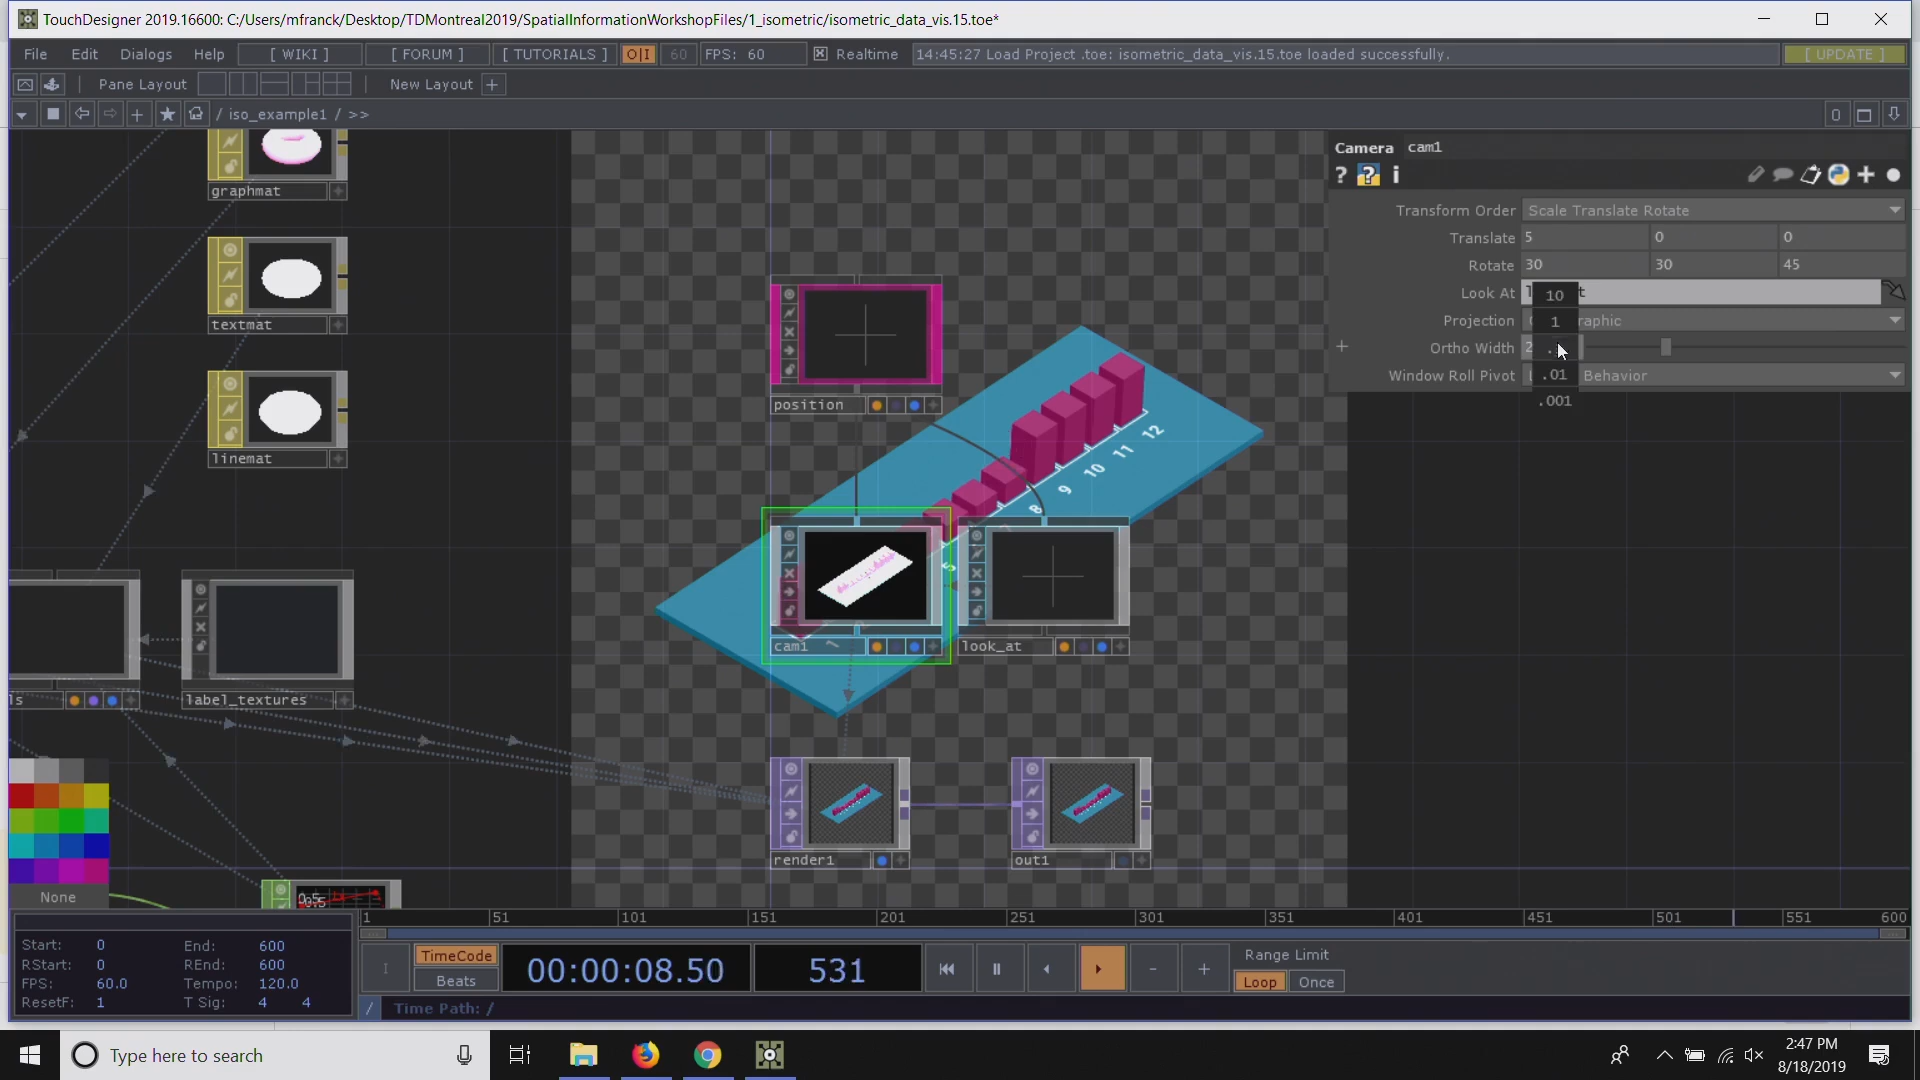 TouchDesigner 2019.16600: C:/Users/mfranck/Desktop/TDMontreal2019/SpatialInformationWorkshopFiles/1_isometric/isometric_data_vis.15.toe*
File Edit Dialogs Help [ WIKI ] [ FORUM ] [ TUTORIALS ] O|I 60 FPS: 60 Realtime 14:45:27 Load Project .toe: isometric_data_vis.15.toe loaded successfully. [ UPDATE ]
Pane Layout New Layout +
/ iso_example1 / >> 0
Camera cam1
? ? i
graphmat
Transform Order Scale Translate Rotate
Translate 5 0 0
Rotate 30 30 45
Look At 10
Projection 1 raphic
Ortho Width 2
.01
Window Roll Pivot Behavior
.001
textmat
position
linemat
12
11
10
9
8
5
cam1
look_at
ls
label_textures
render1
out1
None
1 51 101 151 201 251 301 351 401 451 501 551 600
Start: 0 End: 600
RStart: 0 REnd: 600
FPS: 60.0 Tempo: 120.0
ResetF: 1 T Sig: 4 4
TimeCode
Beats
00:00:08.50
531
- +
Range Limit
Loop Once
/ Time Path: /
Type here to search
2:47 PM
8/18/2019